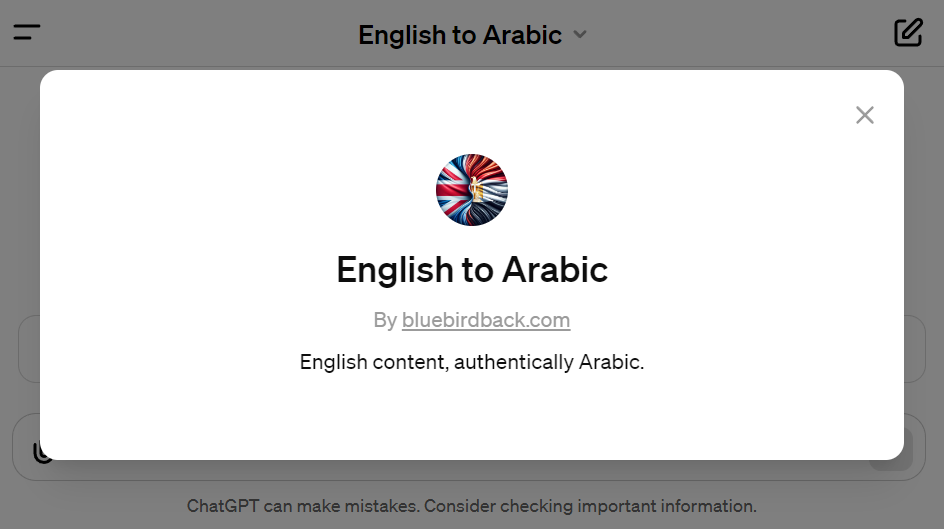 English to Arabic
English to Arabic
By bluebirdback.com
English content, authentically Arabic.
ChatGPT can make mistakes. Consider checking important information.